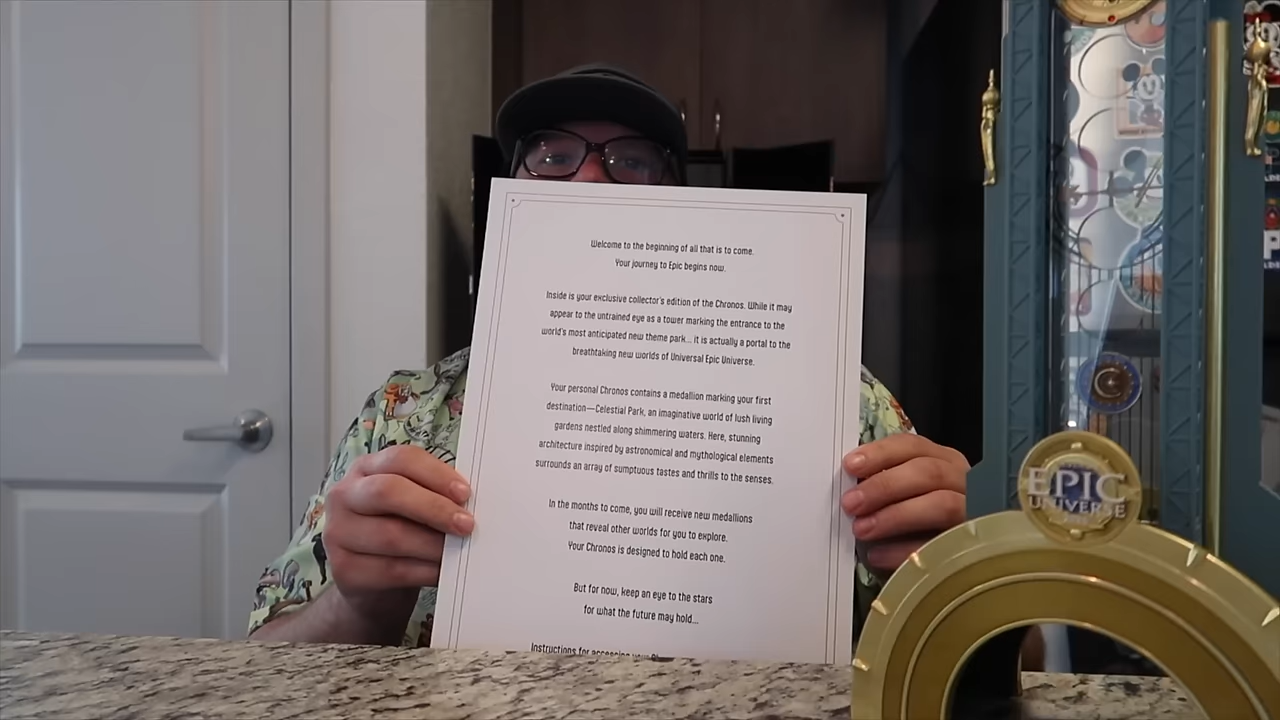 Welcome to the beginning of all that is to come.
Your journey to Epic begins now.
Inside is your exclusive collector's edition of the Chronos. While it may
appear to the untrained eye as a tower marking the entrance to the
world's most anticipated new theme park... it is actually a portal to the
breathtaking new worlds of Universal Epic Universe.
Your personal Chronos contains a medallion marking your first
destination—Celestial Park, an imaginative world of lush living
gardens nestled along shimmering waters. Here, stunning
architecture inspired by astronomical and mythological elements
surrounds an array of sumptuous tastes and thrills to the senses.
In the months to come, you will receive new medallions
that reveal other worlds for you to explore.
Your Chronos is designed to hold each one.
But for now, keep an eye to the stars
for what the future may hold...
Instructions for accessing your
EPIC
UNIVERSE